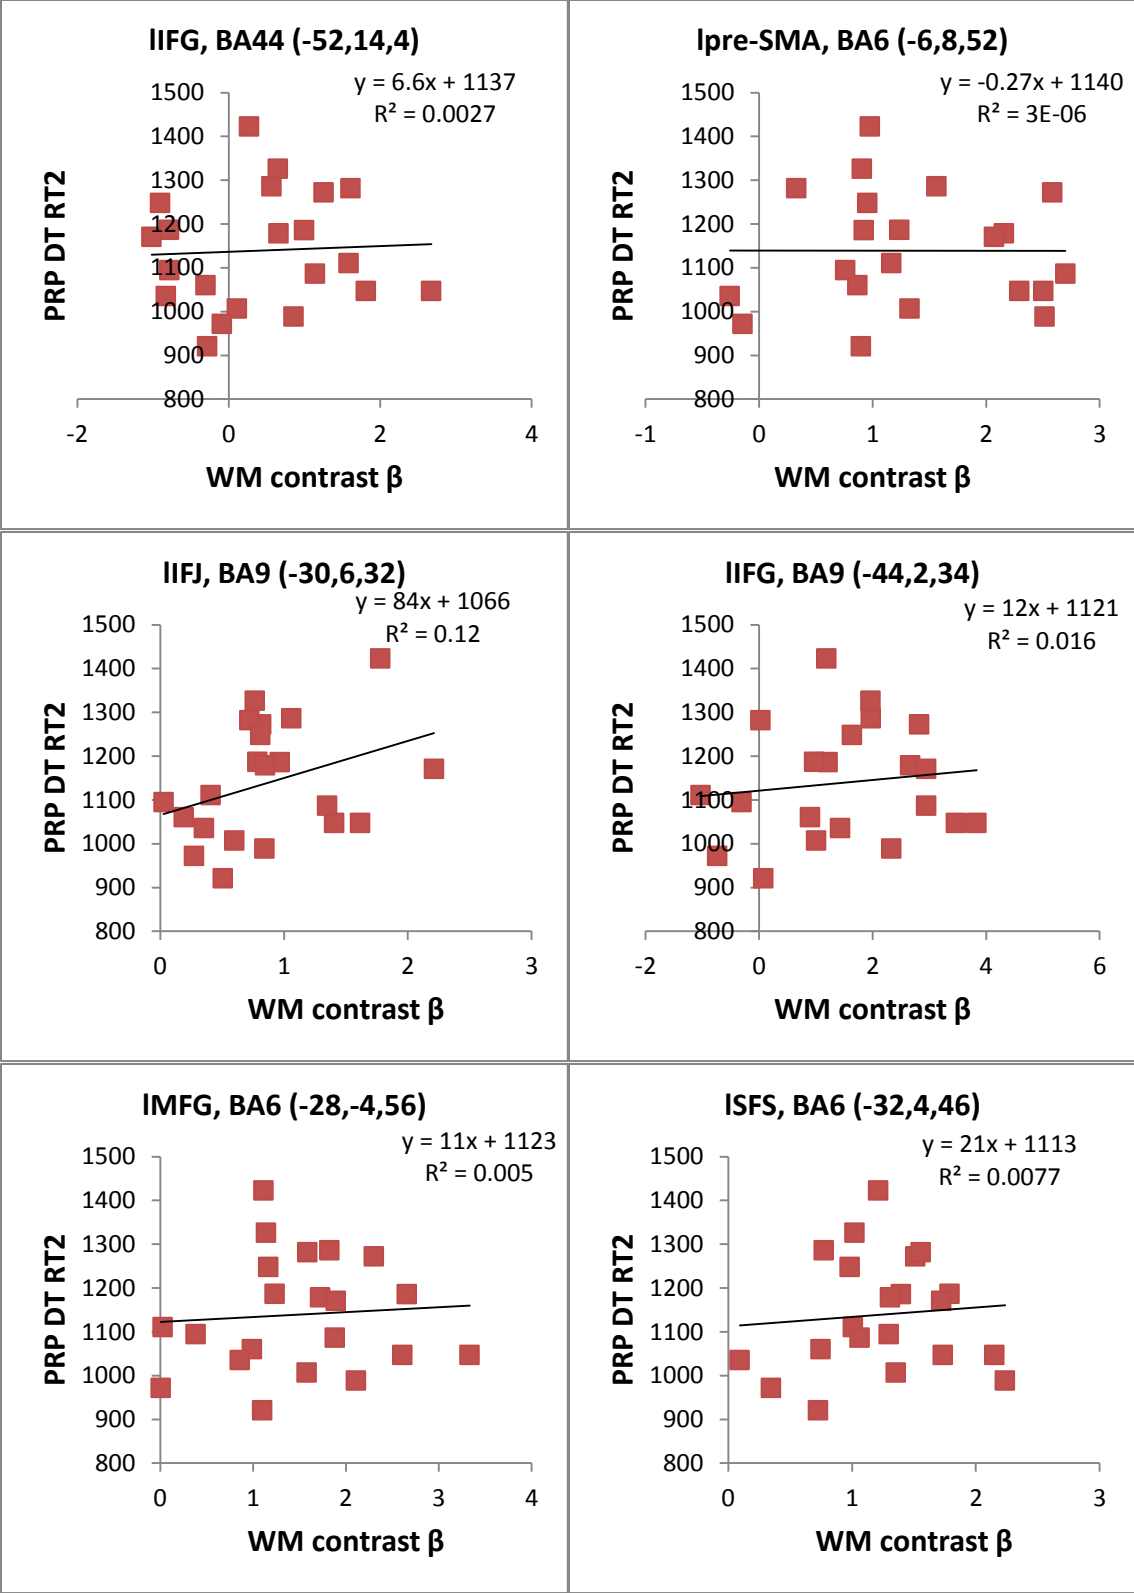 lIFG, BA44 (-52,14,4)
y = 6.6x + 1137
R² = 0.0027
PRP DT RT2
1500
1400
1300
1200
1100
1000
900
800
-2 0 2 4
WM contrast β
lpre-SMA, BA6 (-6,8,52)
y = -0.27x + 1140
R² = 3E-06
PRP DT RT2
1500
1400
1300
1200
1100
1000
900
800
-1 0 1 2 3
WM contrast β
lIFJ, BA9 (-30,6,32)
y = 84x + 1066
R² = 0.12
PRP DT RT2
1500
1400
1300
1200
1100
1000
900
800
0 1 2 3
WM contrast β
lIFG, BA9 (-44,2,34)
y = 12x + 1121
R² = 0.016
PRP DT RT2
1500
1400
1300
1200
1100
1000
900
800
-2 0 2 4 6
WM contrast β
lMFG, BA6 (-28,-4,56)
y = 11x + 1123
R² = 0.005
PRP DT RT2
1500
1400
1300
1200
1100
1000
900
800
0 1 2 3 4
WM contrast β
lSFS, BA6 (-32,4,46)
y = 21x + 1113
R² = 0.0077
PRP DT RT2
1500
1400
1300
1200
1100
1000
900
800
0 1 2 3
WM contrast β